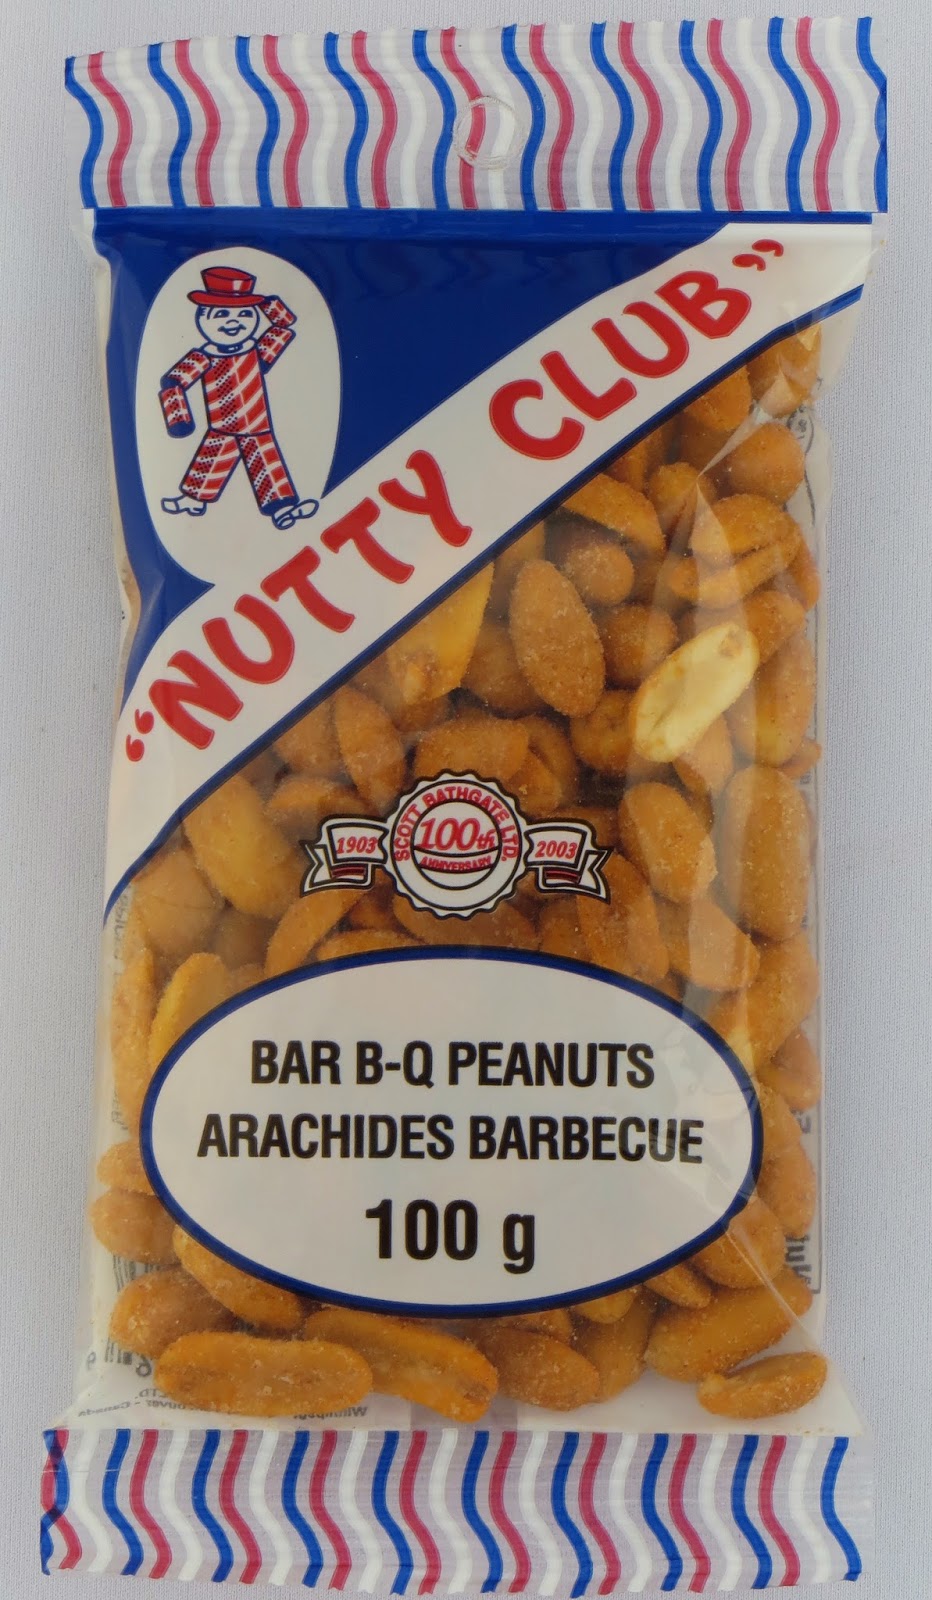 “NUTTY CLUB”
SCOTT BATHGATE LTD.
1903 100th 2003
ANNIVERSARY
BAR B-Q PEANUTS
ARACHIDES BARBECUE
100 g